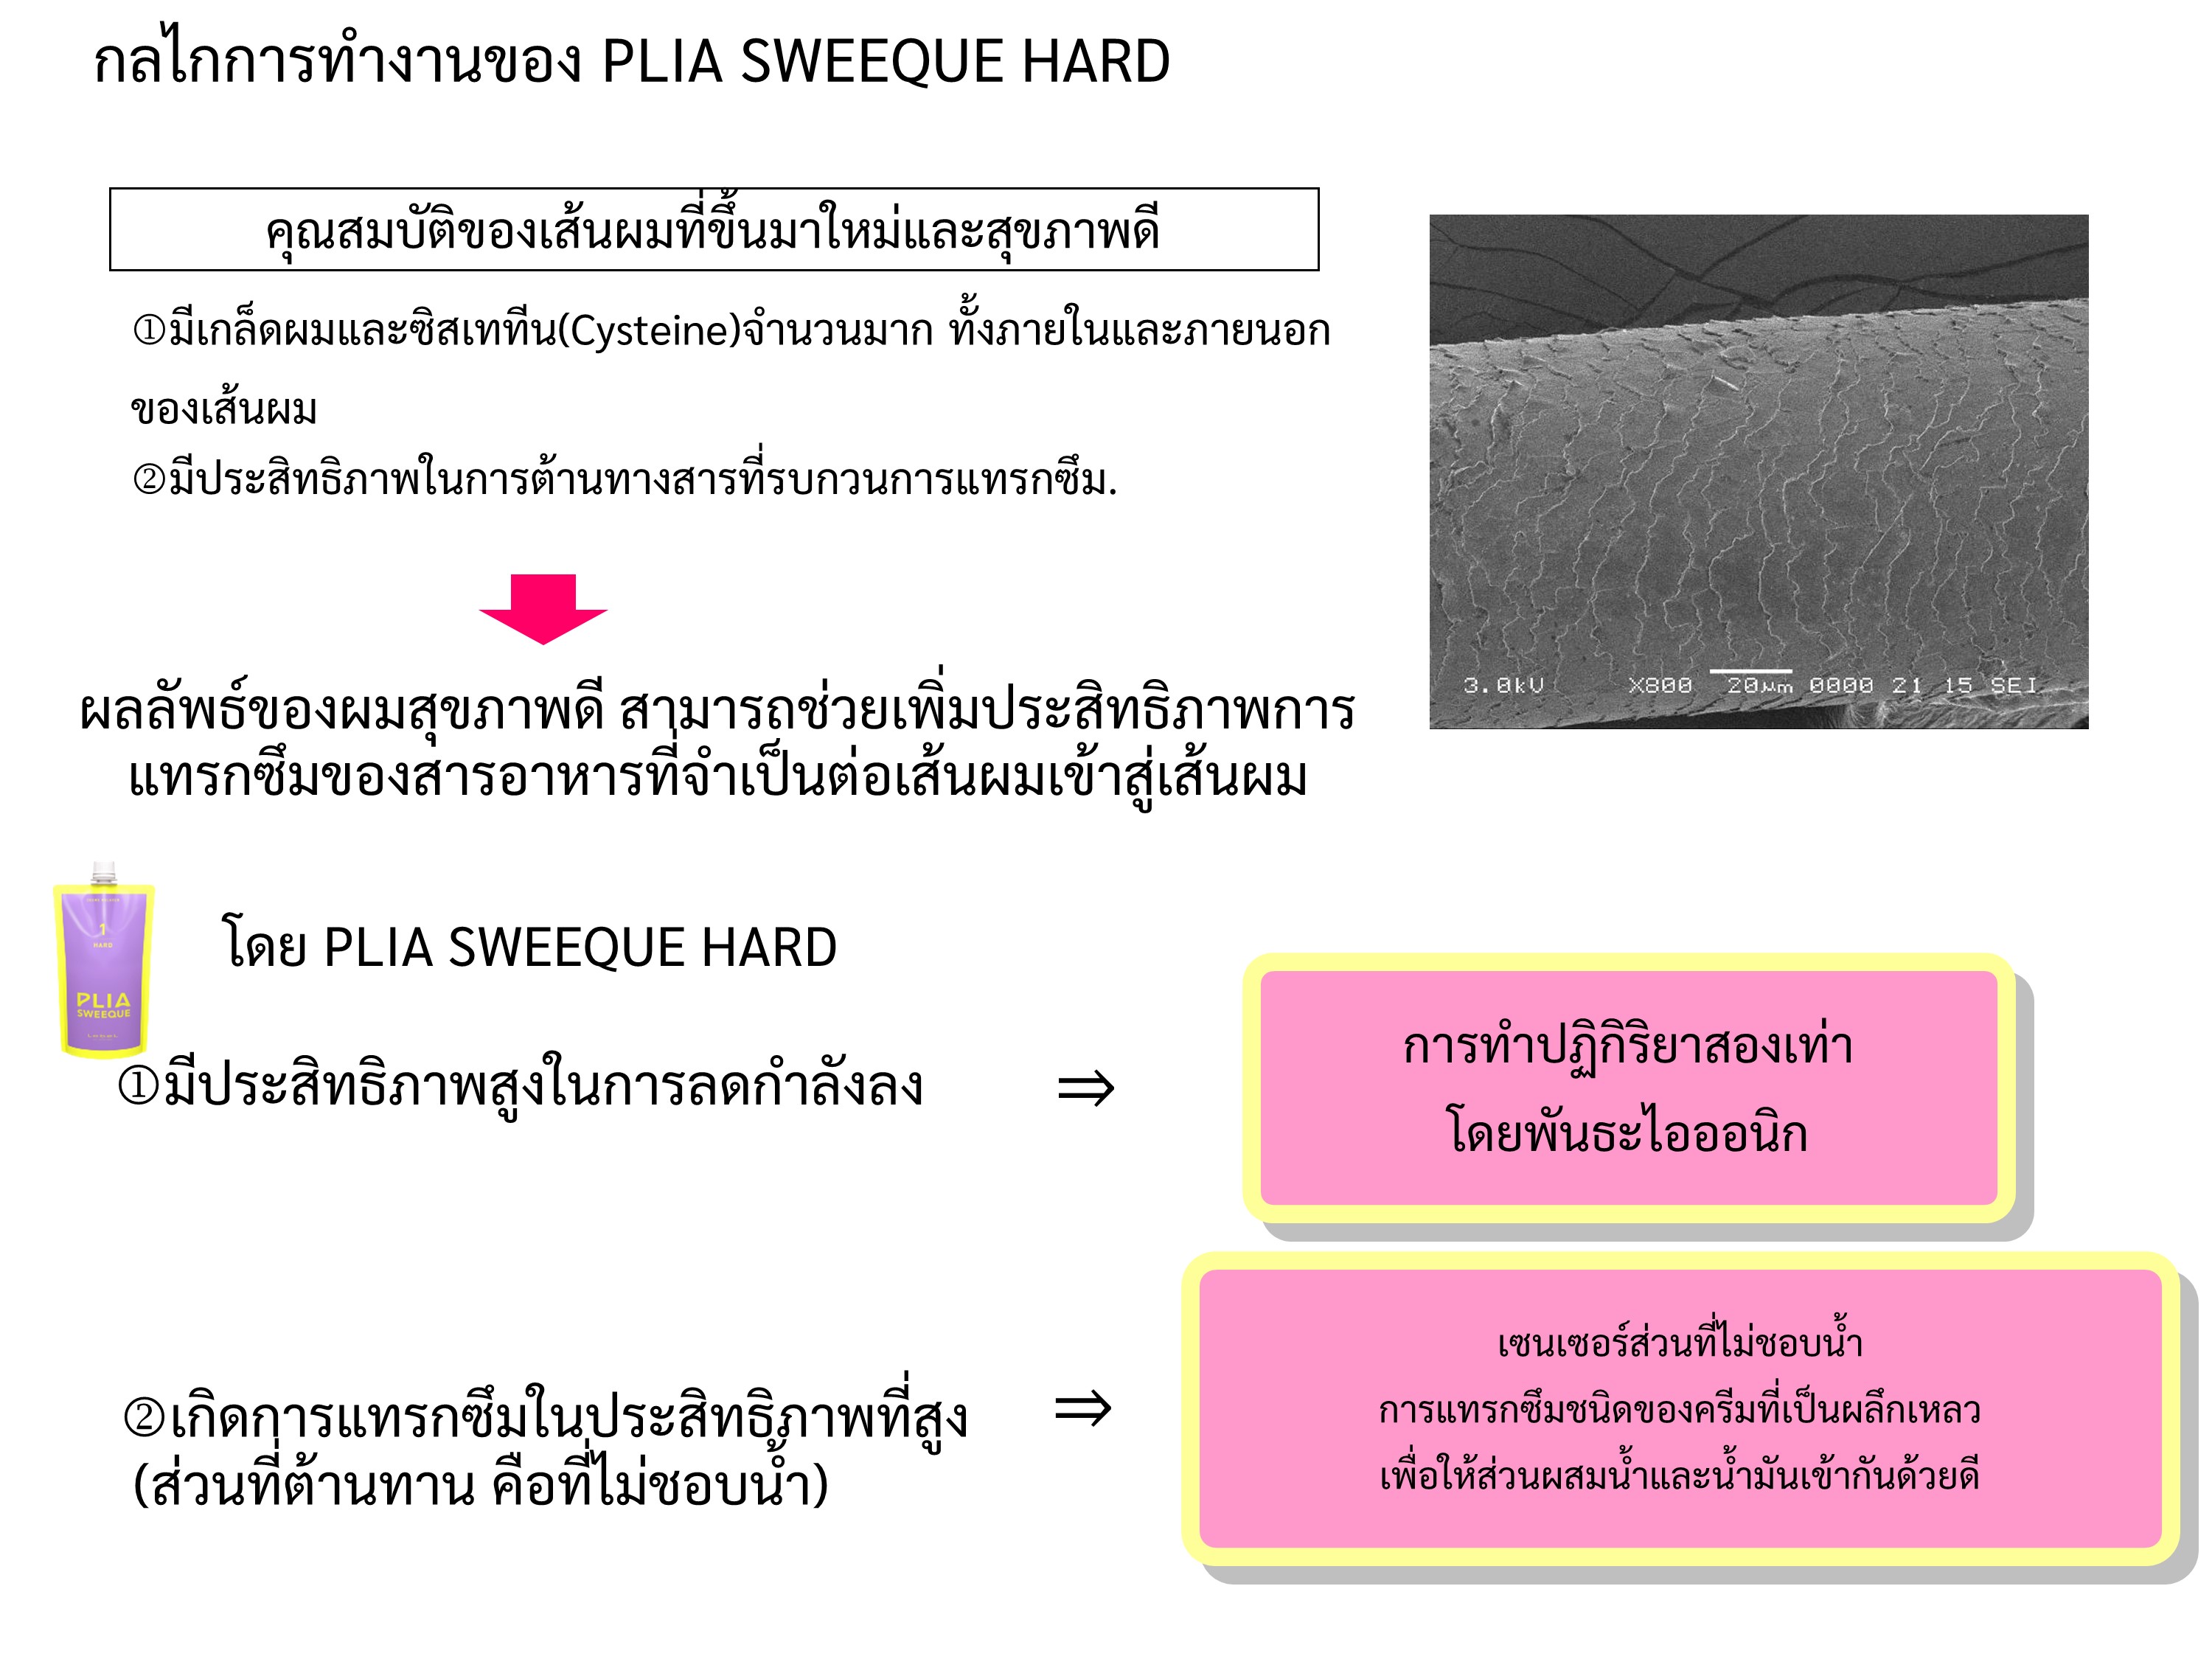 กลไกการทำงานของ PLIA SWEEQUE HARD
คุณสมบัติของเส้นผมที่ขึ้นมาใหม่และสุขภาพดี
①มีเกล็ดผมและซิสเททีน(Cysteine)จำนวนมาก ทั้งภายในและภายนอก
ของเส้นผม
②มีประสิทธิภาพในการต้านทางสารที่รบกวนการแทรกซึม.
3.0kV X800 20μm 0000 21 15 SEI
ผลลัพธ์ของผมสุขภาพดี สามารถช่วยเพิ่มประสิทธิภาพการ
แทรกซึมของสารอาหารที่จำเป็นต่อเส้นผมเข้าสู่เส้นผม
1
HARD
PLIA
SWEEQUE
โดย PLIA SWEEQUE HARD
①มีประสิทธิภาพสูงในการลดกำลังลง
⇒
การทำปฏิกิริยาสองเท่า
โดยพันธะไอออนิก
②เกิดการแทรกซึมในประสิทธิภาพที่สูง
(ส่วนที่ต้านทาน คือที่ไม่ชอบน้ำ)
⇒
เซนเซอร์ส่วนที่ไม่ชอบน้ำ
การแทรกซึมชนิดของครีมที่เป็นผลึกเหลว
เพื่อให้ส่วนผสมน้ำและน้ำมันเข้ากันด้วยดี